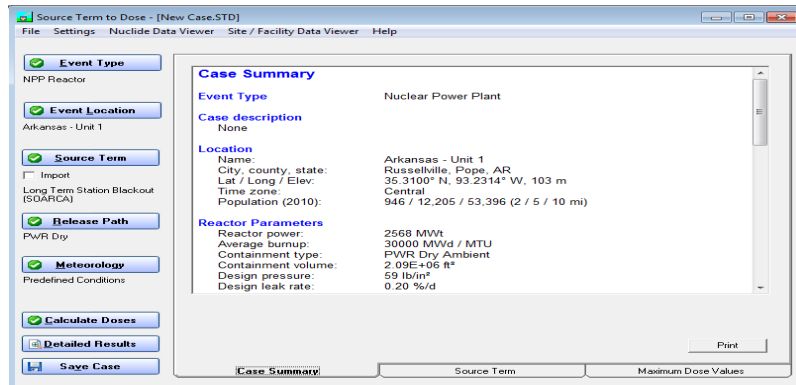 Source Term to Dose - [New Case.STD]
File Settings Nuclide Data Viewer Site / Facility Data Viewer Help
Event Type
NPP Reactor
Event Location
Arkansas - Unit 1
Source Term
Import
Long Term Station Blackout
(SOARCA)
Release Path
PWR Dry
Meteorology
Predefined Conditions
Calculate Doses
Detailed Results
Save Case
Case Summary
Event Type Nuclear Power Plant
Case description
None
Location
Name: Arkansas - Unit 1
City, county, state: Russellville, Pope, AR
Lat / Long / Elev: 35.3100° N, 93.2314° W, 103 m
Time zone: Central
Population (2010): 946 / 12,205 / 53,396 (2 / 5 / 10 mi)
Reactor Parameters
Reactor power: 2568 MWt
Average burnup: 30000 MWd / MTU
Containment type: PWR Dry Ambient
Containment volume: 2.09E+06 ft³
Design pressure: 59 lb/in²
Design leak rate: 0.20 %/d
Print
Case Summary Source Term Maximum Dose Values